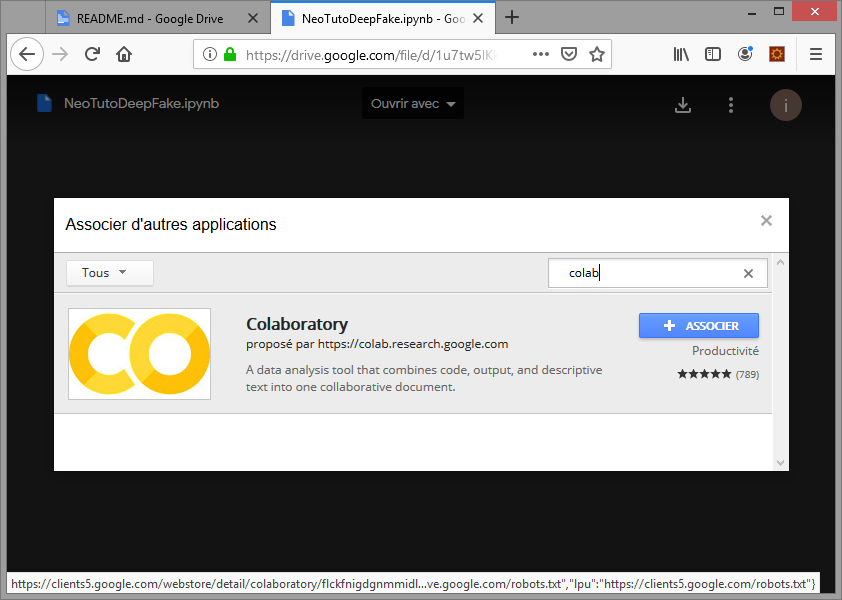 README.md - Google Drive
NeoTutoDeepFake.ipynb - Goo
https://drive.google.com/file/d/1u7tw5lK
NeoTutoDeepFake.ipynb
Ouvrir avec
i
Associer d'autres applications
Tous
colab
Colaboratory
ASSOCIER
proposé par https://colab.research.google.com
Productivité
A data analysis tool that combines code, output, and descriptive
text into one collaborative document.
(789)
https://clients5.google.com/webstore/detail/colaboratory/flckfnigdgnmmidl...ve.google.com/robots.txt","lpu":"https://clients5.google.com/robots.txt"}